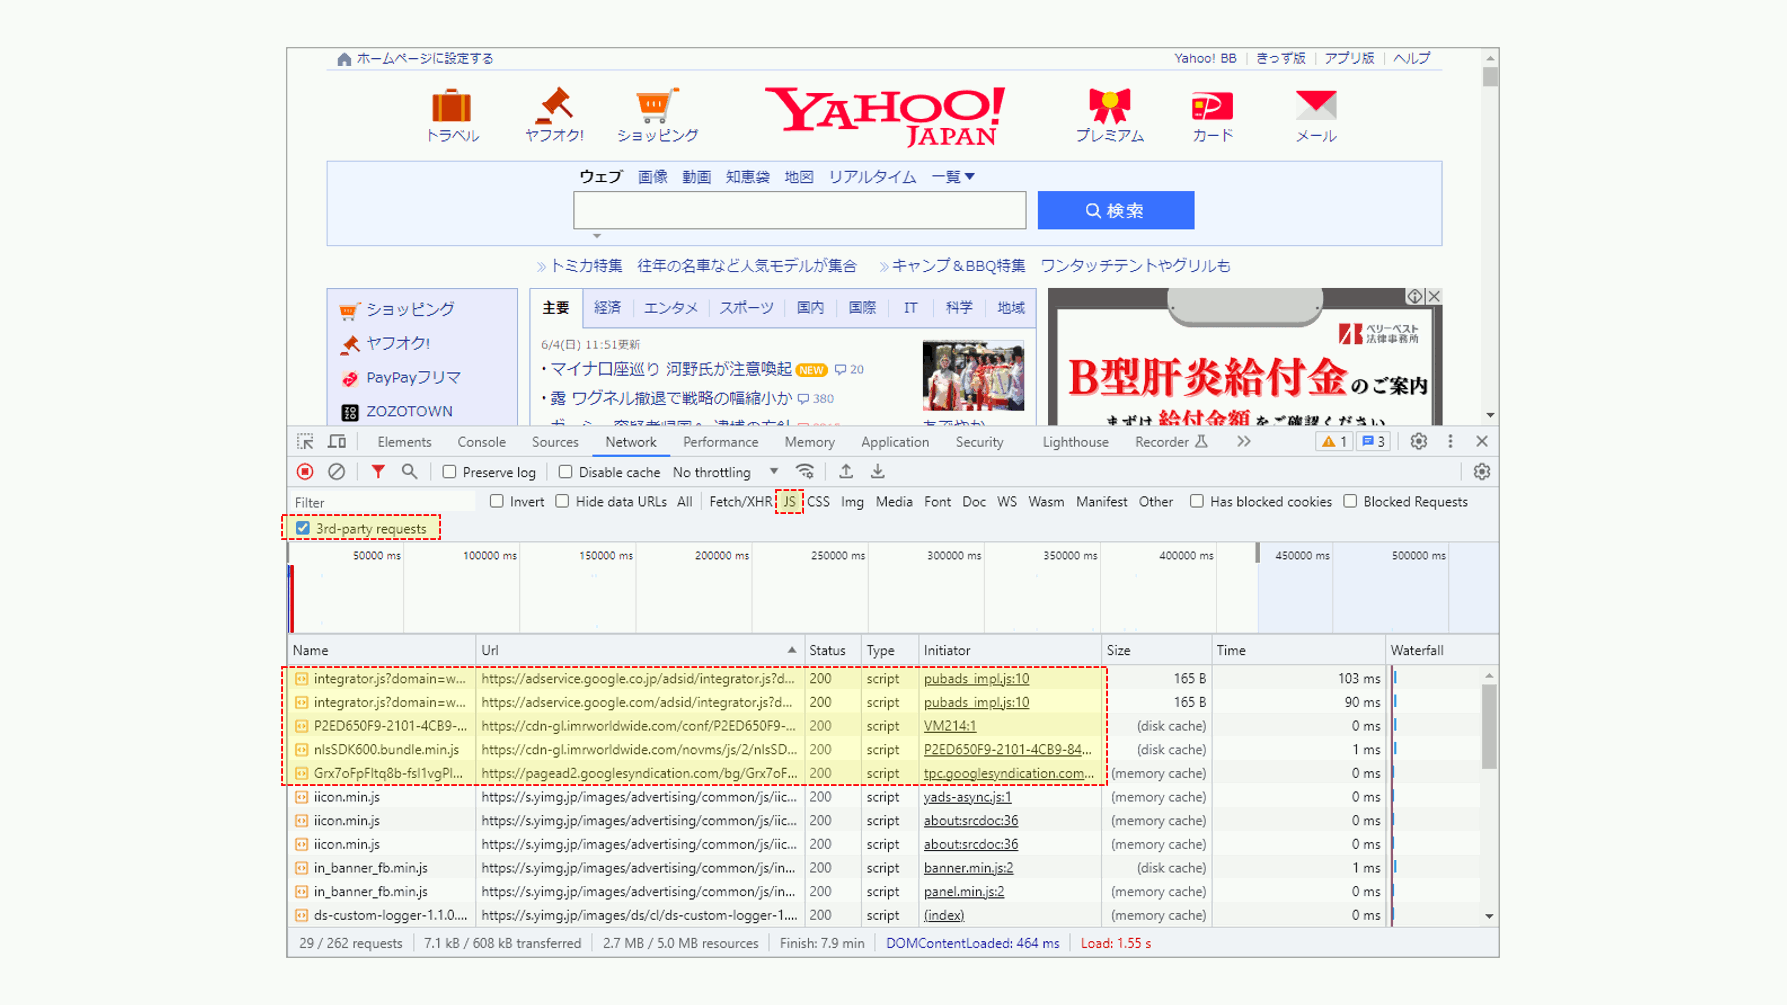 ホームページに設定する
Yahoo! BB きっず版 アプリ版 ヘルプ
YAHOO! JAPAN
トラベル ヤフオク! ショッピング プレミアム カード メール
ウェブ 画像 動画 知恵袋 地図 リアルタイム 一覧▼
検索
トミカ特集 往年の名車など人気モデルが集合 キャンプ&BBQ特集 ワンタッチテントやグリルも
ショッピング
ヤフオク!
PayPayフリマ
ZOZOTOWN
主要 経済 エンタメ スポーツ 国内 国際 IT 科学 地域
6/4(日) 11:51更新
・マイナ口座巡り 河野氏が注意喚起 NEW 20
・露 ワグネル撤退で戦略の幅縮小か 380
ベリーベスト
法律事務所
B型肝炎給付金のご案内
まずは給付金額をご確認ください
Elements Console Sources Network Performance Memory Application Security Lighthouse Recorder 1 3
Preserve log Disable cache No throttling
Filter Invert Hide data URLs All Fetch/XHR JS CSS Img Media Font Doc WS Wasm Manifest Other Has blocked cookies Blocked Requests
3rd-party requests
50000 ms 100000 ms 150000 ms 200000 ms 250000 ms 300000 ms 350000 ms 400000 ms 450000 ms 500000 ms
Name Url Status Type Initiator Size Time Waterfall
integrator.js?domain=w... https://adservice.google.co.jp/adsid/integrator.js?d... 200 script pubads_impl.js:10 165 B 103 ms
integrator.js?domain=w... https://adservice.google.com/adsid/integrator.js?d... 200 script pubads_impl.js:10 165 B 90 ms
P2ED650F9-2101-4CB9-... https://cdn-gl.imrworldwide.com/conf/P2ED650F9-... 200 script VM214:1 (disk cache) 0 ms
nlsSDK600.bundle.min.js https://cdn-gl.imrworldwide.com/novms/js/2/nlsSD... 200 script P2ED650F9-2101-4CB9-84... (disk cache) 1 ms
Grx7oFpFltq8b-fsl1vgPl... https://pagead2.googlesyndication.com/bg/Grx7oF... 200 script tpc.googlesyndication.com... (memory cache) 0 ms
iicon.min.js https://s.yimg.jp/images/advertising/common/js/iic... 200 script yads-async.js:1 (memory cache) 0 ms
iicon.min.js https://s.yimg.jp/images/advertising/common/js/iic... 200 script about:srcdoc:36 (memory cache) 0 ms
iicon.min.js https://s.yimg.jp/images/advertising/common/js/iic... 200 script about:srcdoc:36 (memory cache) 0 ms
in_banner_fb.min.js https://s.yimg.jp/images/advertising/common/js/in... 200 script banner.min.js:2 (disk cache) 1 ms
in_banner_fb.min.js https://s.yimg.jp/images/advertising/common/js/in... 200 script panel.min.js:2 (memory cache) 0 ms
ds-custom-logger-1.1.0.... https://s.yimg.jp/images/ds/cl/ds-custom-logger-1.... 200 script (index) (memory cache) 0 ms
29 / 262 requests 7.1 kB / 608 kB transferred 2.7 MB / 5.0 MB resources Finish: 7.9 min DOMContentLoaded: 464 ms Load: 1.55 s